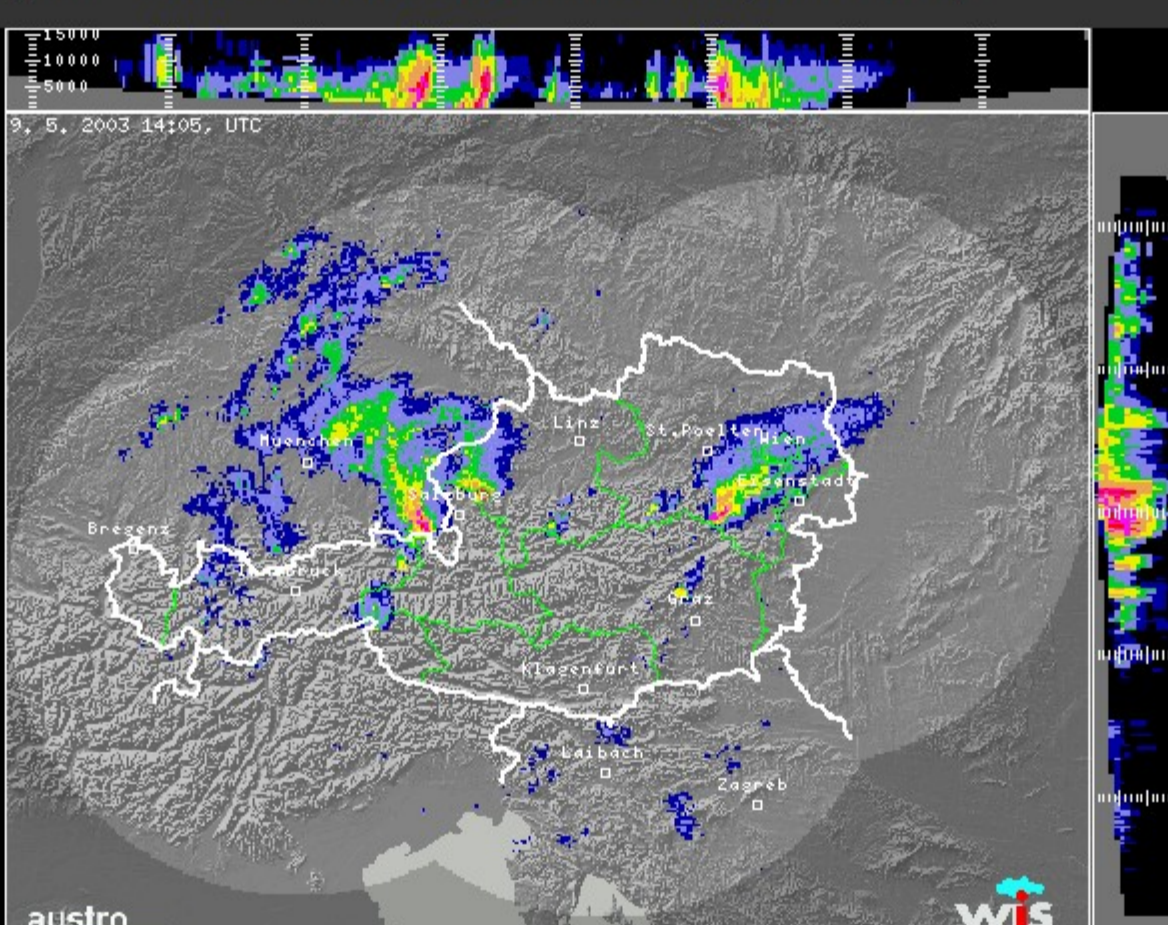 15000
10000
5000
9. 5. 2003 14:05, UTC
Linz
St.Poelten
Wien
Muenchen
Eisenstadt
Salzburg
Bregenz
Graz
Klagenfurt
Laibach
Zagreb
austro
wis